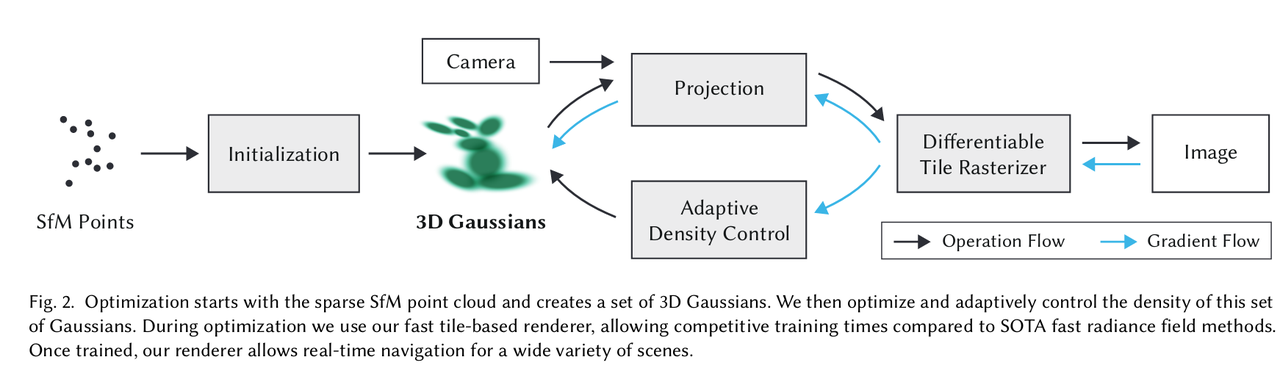 Camera
Projection
Initialization
Differentiable
Tile Rasterizer
Image
SfM Points
3D Gaussians
Adaptive
Density Control
Operation Flow
Gradient Flow
Fig. 2. Optimization starts with the sparse SfM point cloud and creates a set of 3D Gaussians. We then optimize and adaptively control the density of this set
of Gaussians. During optimization we use our fast tile-based renderer, allowing competitive training times compared to SOTA fast radiance field methods.
Once trained, our renderer allows real-time navigation for a wide variety of scenes.